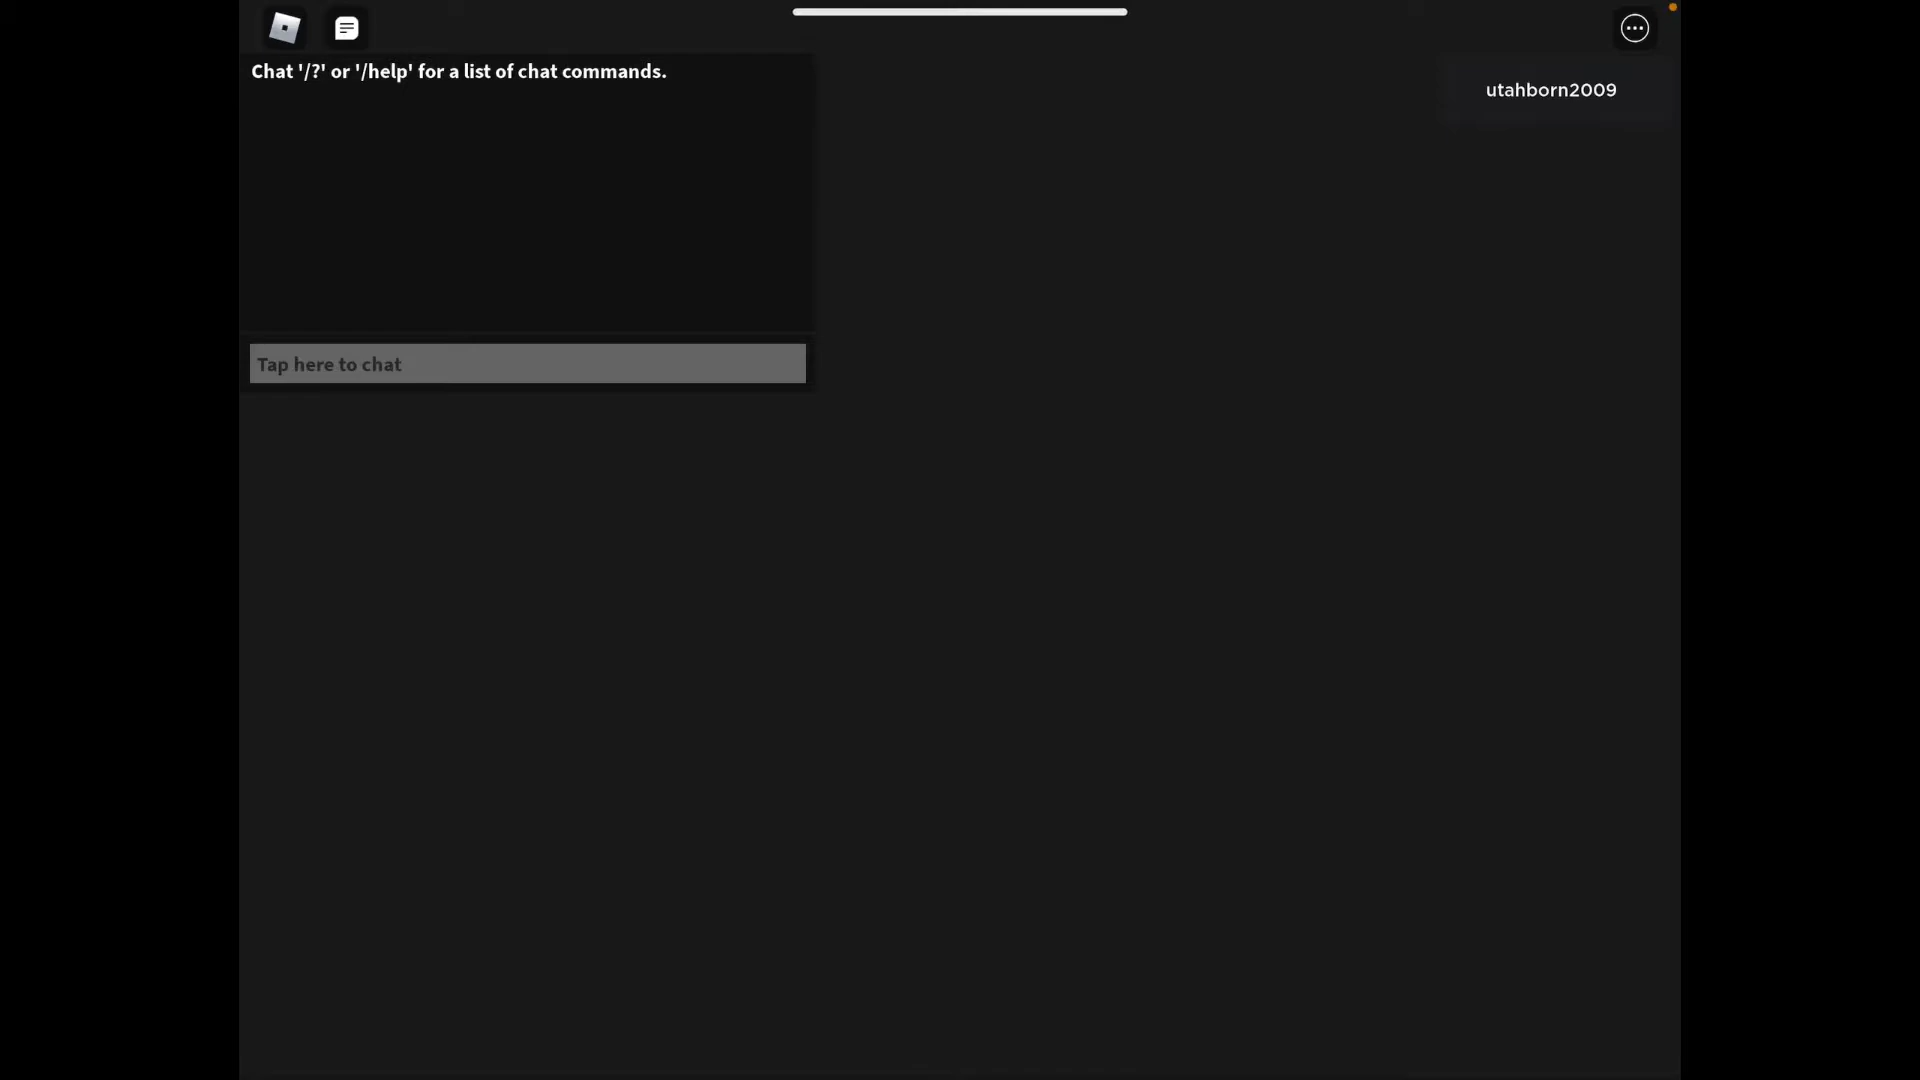 Chat '/?' or '/help' for a list of chat commands.
utahborn2009
Tap here to chat